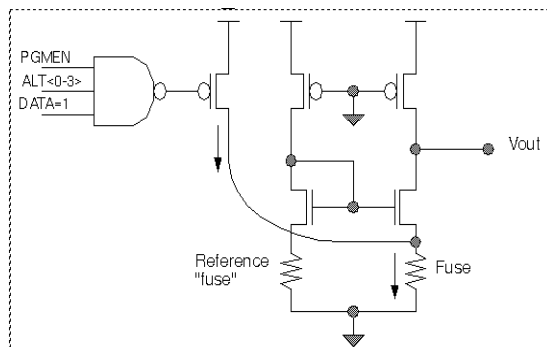 PGMEN
ALT<0-3>
DATA=1
Vout
Reference
"fuse"
Fuse